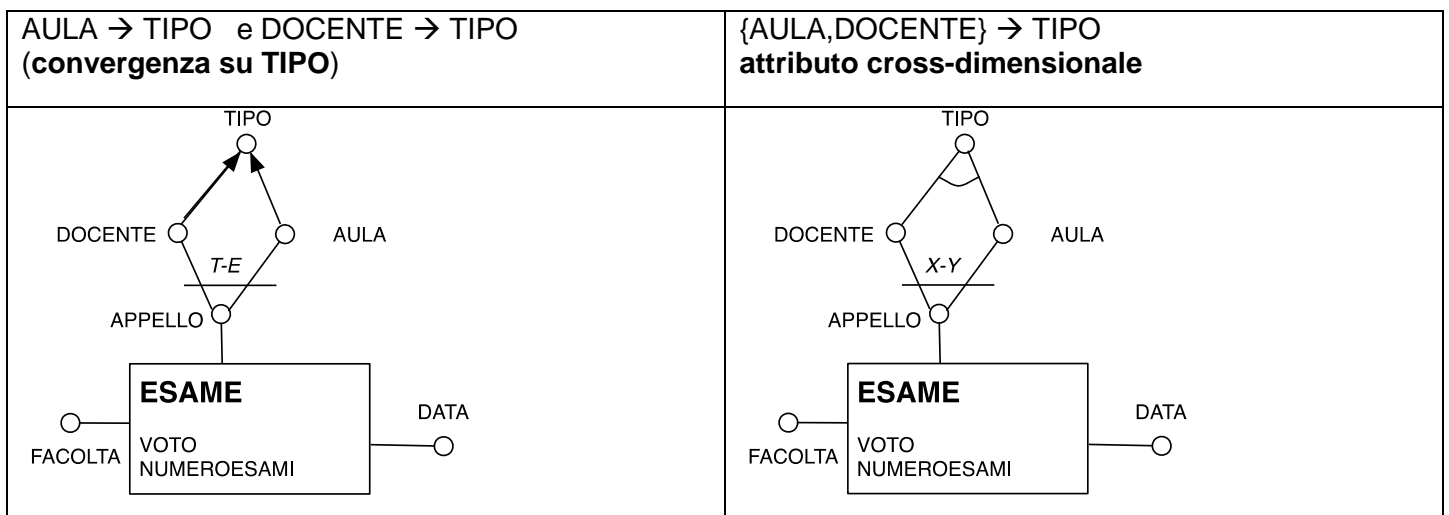 AULA → TIPO e DOCENTE → TIPO
(convergenza su TIPO)
{AULA,DOCENTE} → TIPO
attributo cross-dimensionale
TIPO
DOCENTE
AULA
T-E
APPELLO
ESAME
VOTO
NUMEROESAMI
FACOLTA
DATA
TIPO
DOCENTE
AULA
X-Y
APPELLO
ESAME
VOTO
NUMEROESAMI
FACOLTA
DATA